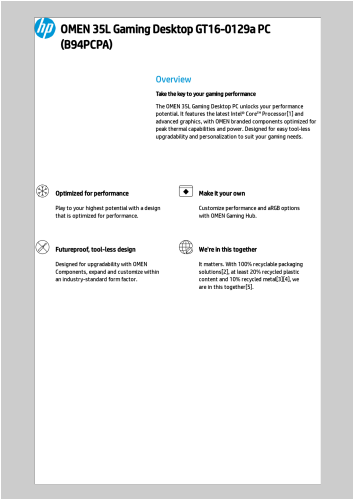 hp
OMEN 35L Gaming Desktop GT16-0129a PC
(B94PCPA)
Overview
Take the key to your gaming performance
The OMEN 35L Gaming Desktop PC unlocks your performance
potential. It features the latest Intel® Core™ Processor[1] and
advanced graphics, with OMEN branded components optimized for
peak thermal capabilities and power. Designed for easy tool-less
upgradability and personalization to suit your gaming needs.
Optimized for performance
Play to your highest potential with a design
that is optimized for performance.
Make it your own
Customize performance and aRGB options
with OMEN Gaming Hub.
Futureproof, tool-less design
Designed for upgradability with OMEN
Components, expand and customize within
an industry-standard form factor.
We're in this together
It matters. With 100% recyclable packaging
solutions[2], at least 20% recycled plastic
content and 10% recycled metal[3][4], we
are in this together[5].